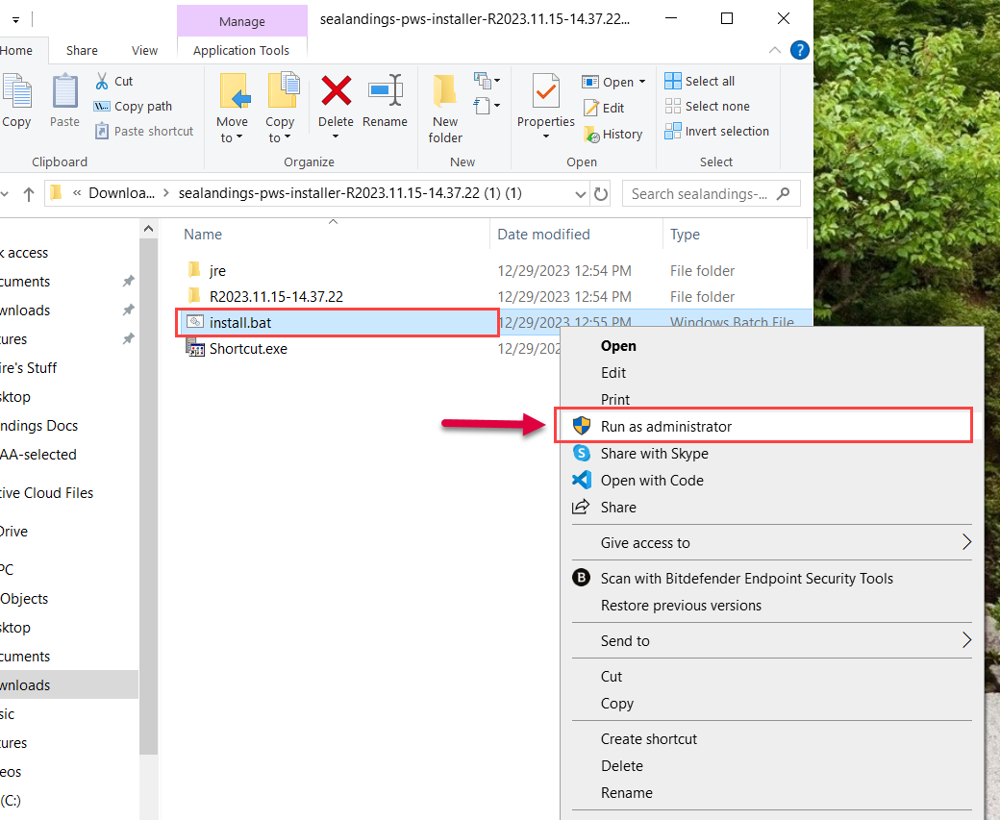 Manage
sealandings-pws-installer-R2023.11.15-14.37.22...
Home
Share
View
Application Tools
?
Copy
Paste
Cut
Copy path
Paste shortcut
Clipboard
Move to
Copy to
Delete
Rename
Organize
New folder
New
Properties
Open
Edit
History
Open
Select all
Select none
Invert selection
Select
« Downloa... > sealandings-pws-installer-R2023.11.15-14.37.22 (1) (1)
Search sealandings-...
Name
Date modified
Type
k access
cuments
wnloads
tures
ire's Stuff
sktop
ndings Docs
AA-selected
tive Cloud Files
Drive
PC
Objects
sktop
cuments
wnloads
sic
tures
eos
(C:)
jre 12/29/2023 12:54 PM File folder
R2023.11.15-14.37.22 12/29/2023 12:54 PM File folder
install.bat 12/29/2023 12:55 PM Windows Batch File
Shortcut.exe 12/29/202
Open
Edit
Print
Run as administrator
S Share with Skype
Open with Code
Share
Give access to
B Scan with Bitdefender Endpoint Security Tools
Restore previous versions
Send to
Cut
Copy
Create shortcut
Delete
Rename